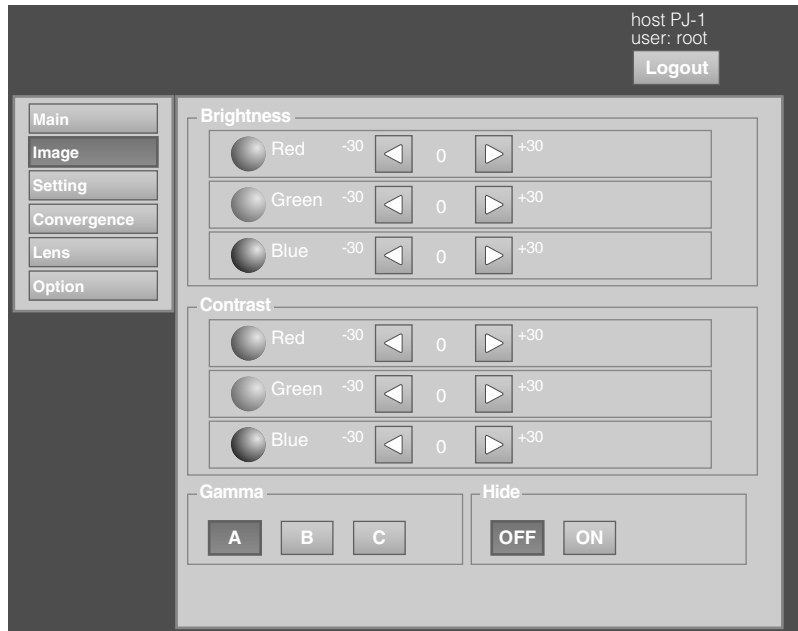 host PJ-1
user: root
Logout
Main
Image
Setting
Convergence
Lens
Option
Brightness
Red -30 0 +30
Green -30 0 +30
Blue -30 0 +30
Contrast
Red -30 0 +30
Green -30 0 +30
Blue -30 0 +30
Gamma
A B C
Hide
OFF ON